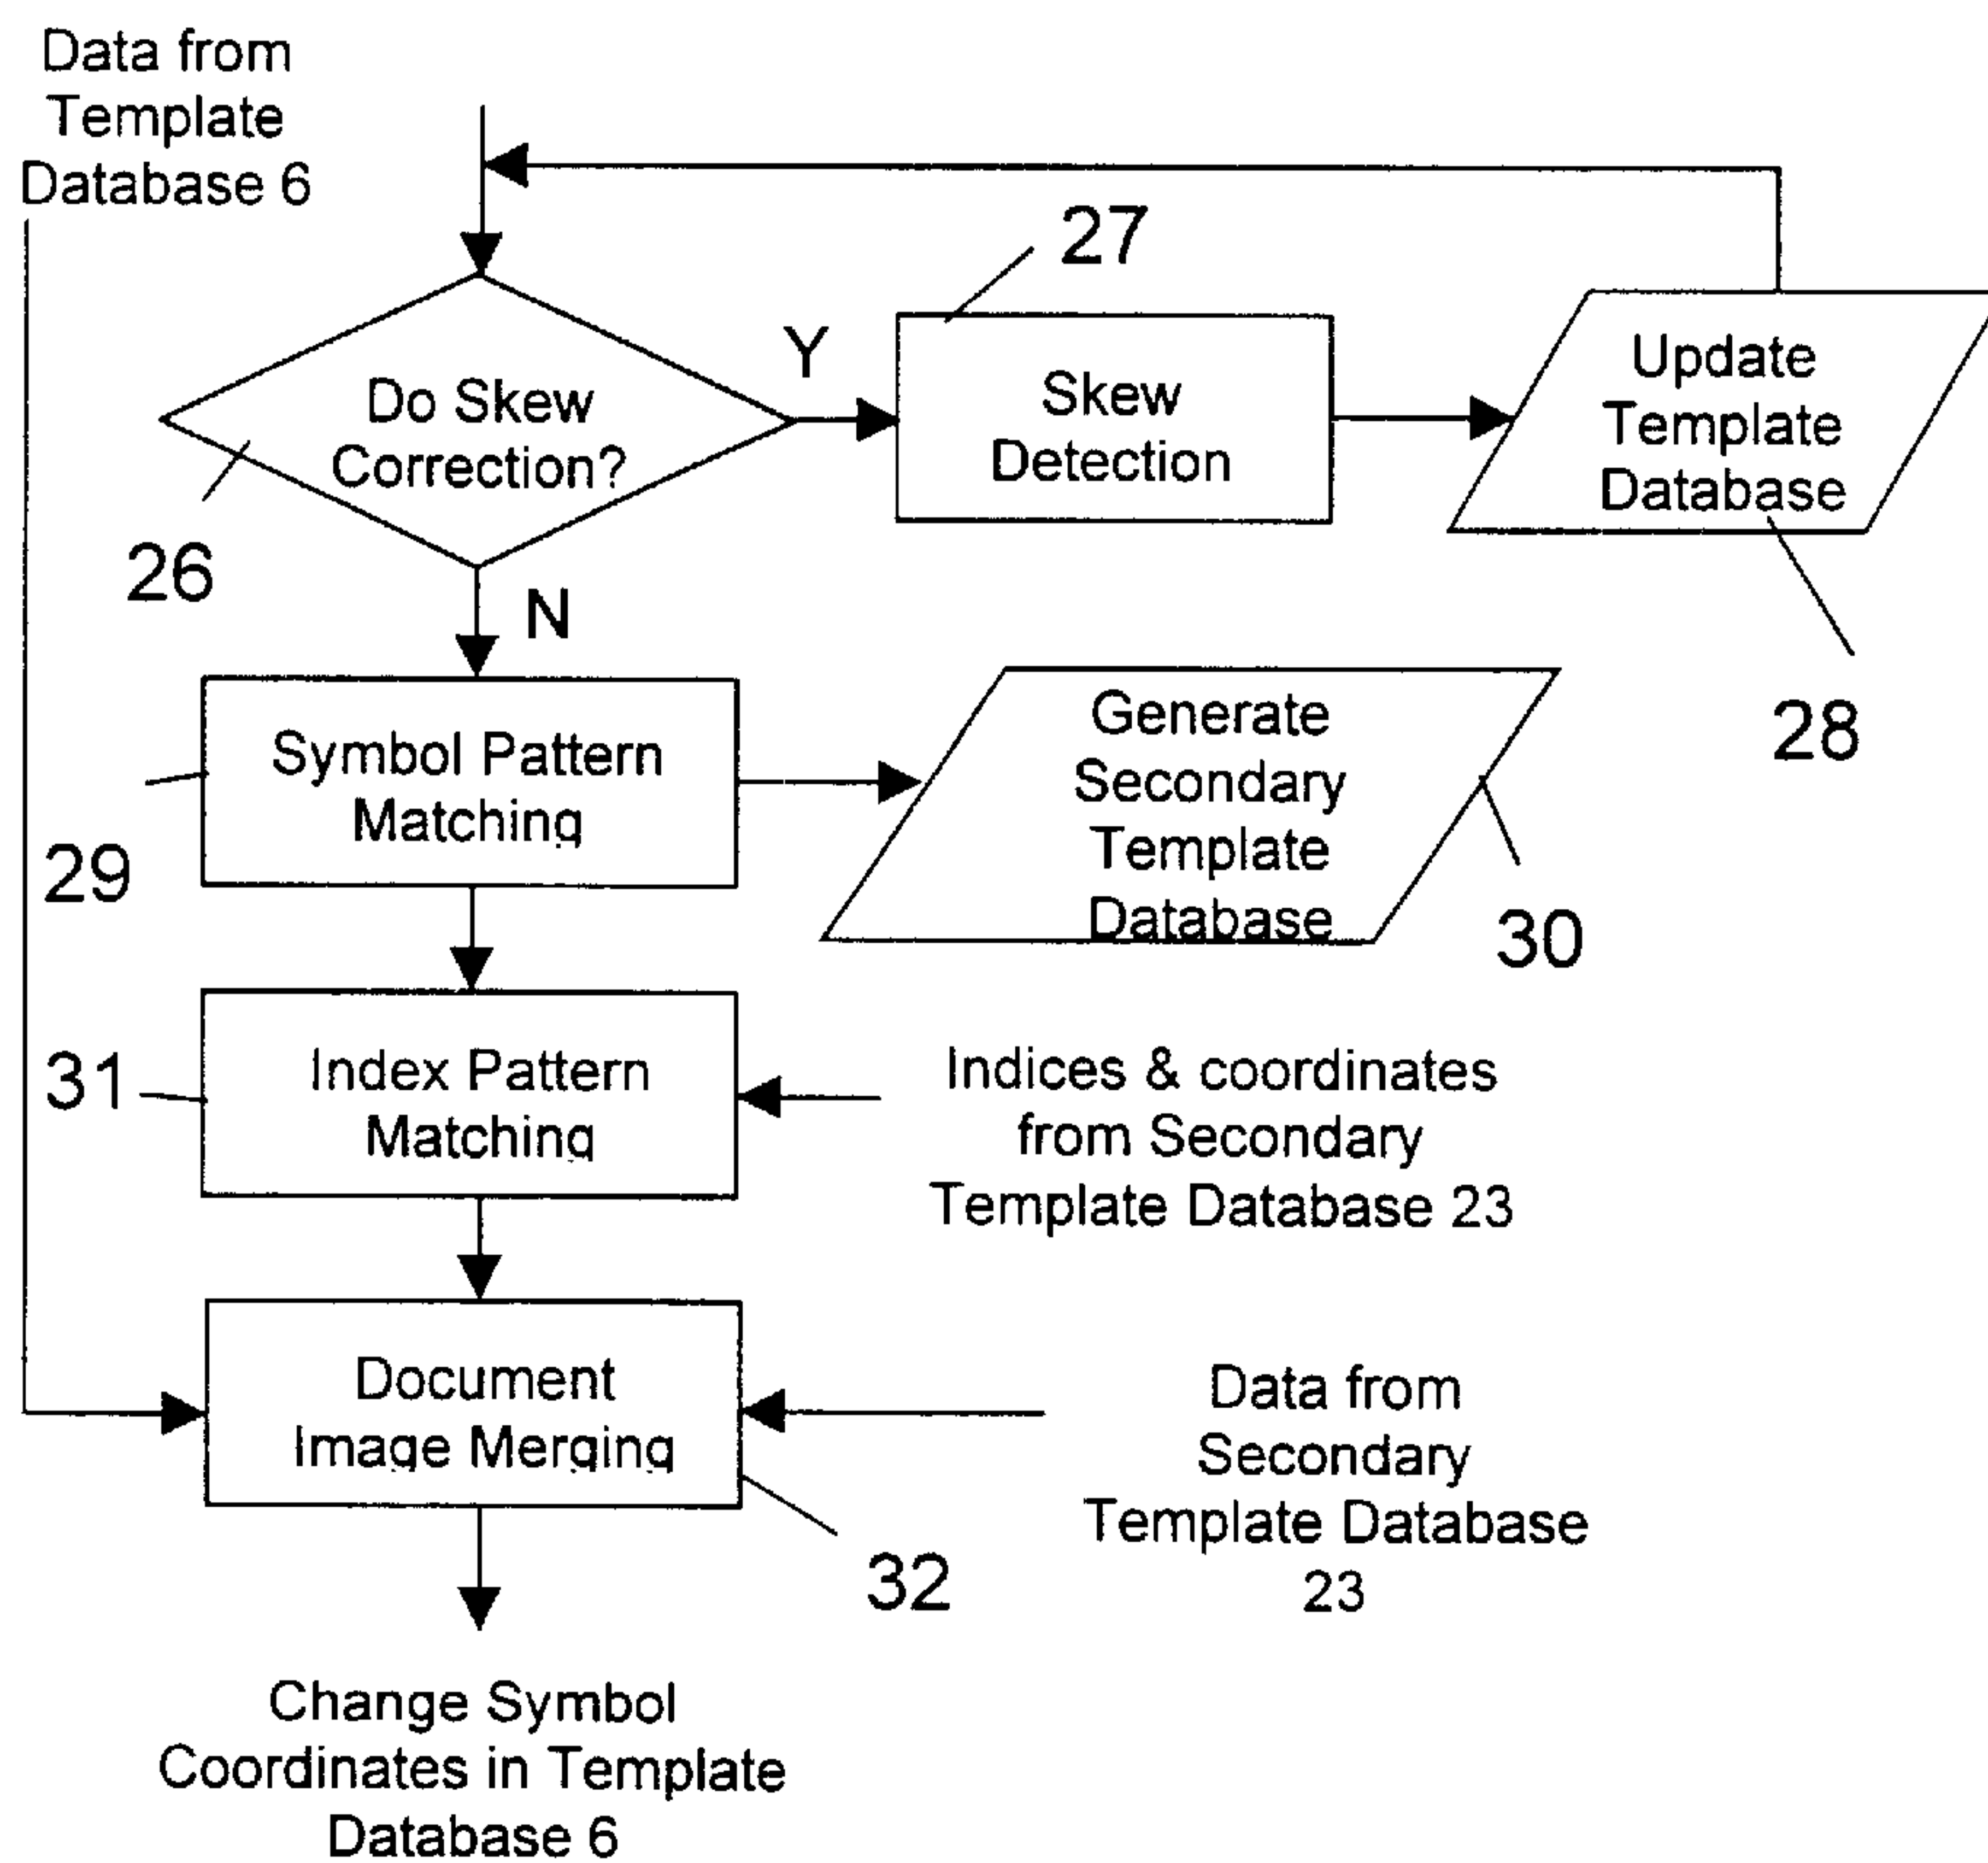 Data from
Template
Database 6
27
Y
Do Skew
Correction?
Skew
Detection
Update
Template
Database
26
N
28
Symbol Pattern
Matching
Generate
Secondary
Template
Database
29
30
31
Index Pattern
Matching
Indices & coordinates
from Secondary
Template Database 23
Document
Image Merging
Data from
Secondary
Template Database
23
32
Change Symbol
Coordinates in Template
Database 6